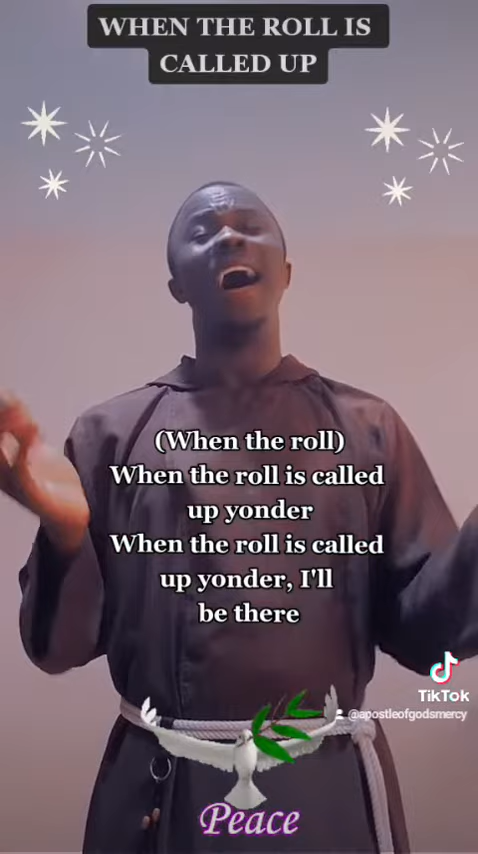 WHEN THE ROLL IS
CALLED UP
(When the roll)
When the roll is called
up yonder
When the roll is called
up yonder, I'll
be there
TikTok
@apostleofgodsmercy
Peace